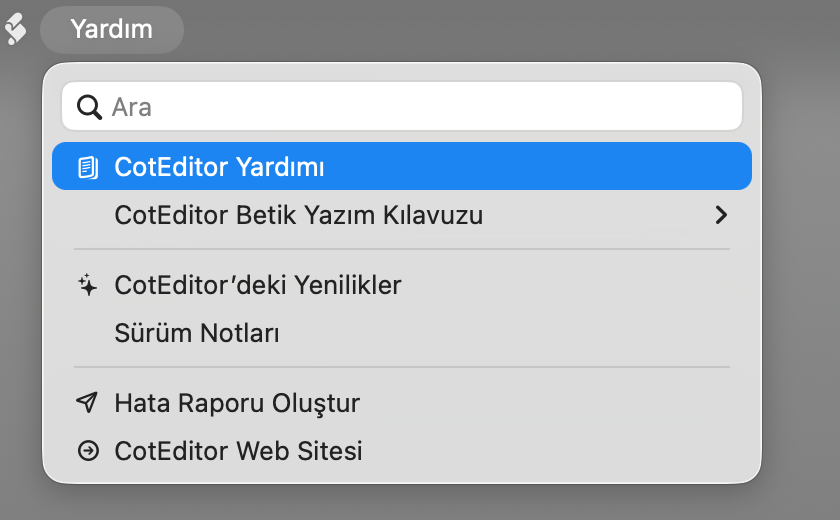 Yardım
Ara
CotEditor Yardımı
CotEditor Betik Yazım Kılavuzu
CotEditor’deki Yenilikler
Sürüm Notları
Hata Raporu Oluştur
CotEditor Web Sitesi